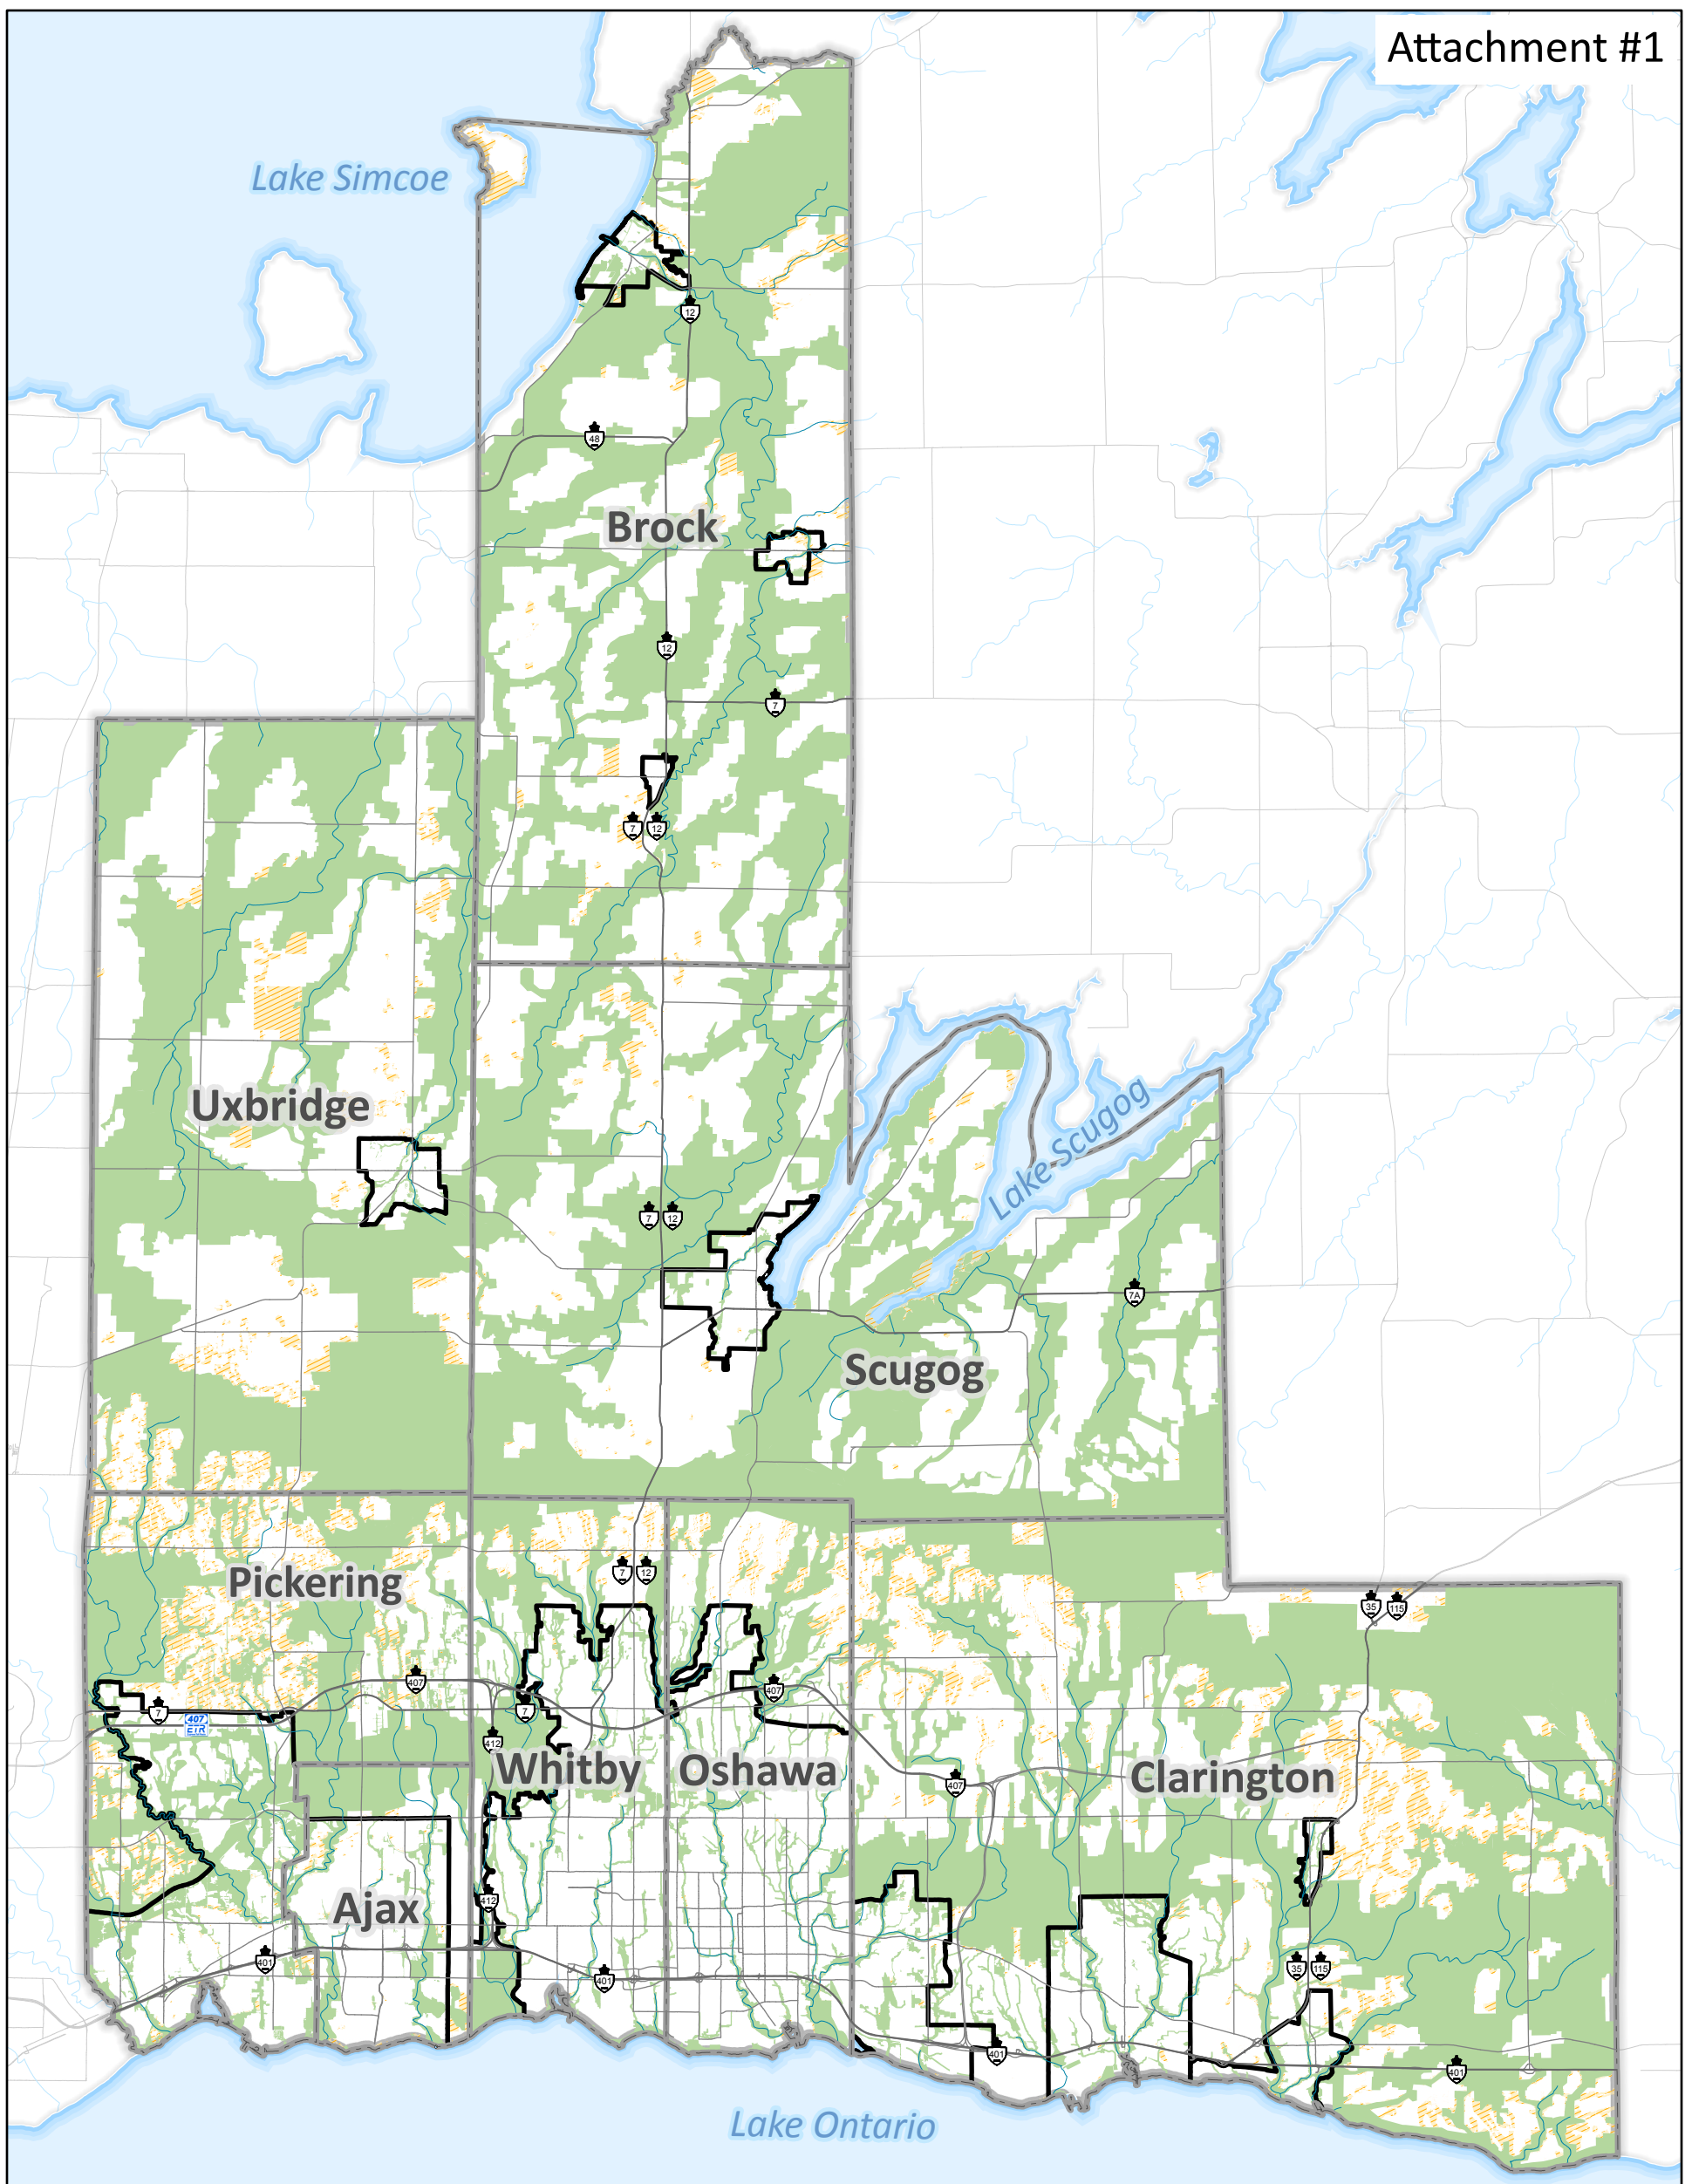 Attachment #1
Lake Simcoe
12
48
Brock
12
7
7
12
Uxbridge
Lake Scugog
7
12
7A
Scugog
7
12
Pickering
35
115
407
407
7
7
407
ETR
412
Whitby
Oshawa
Clarington
407
412
Ajax
401
401
35
115
401
401
Lake Ontario